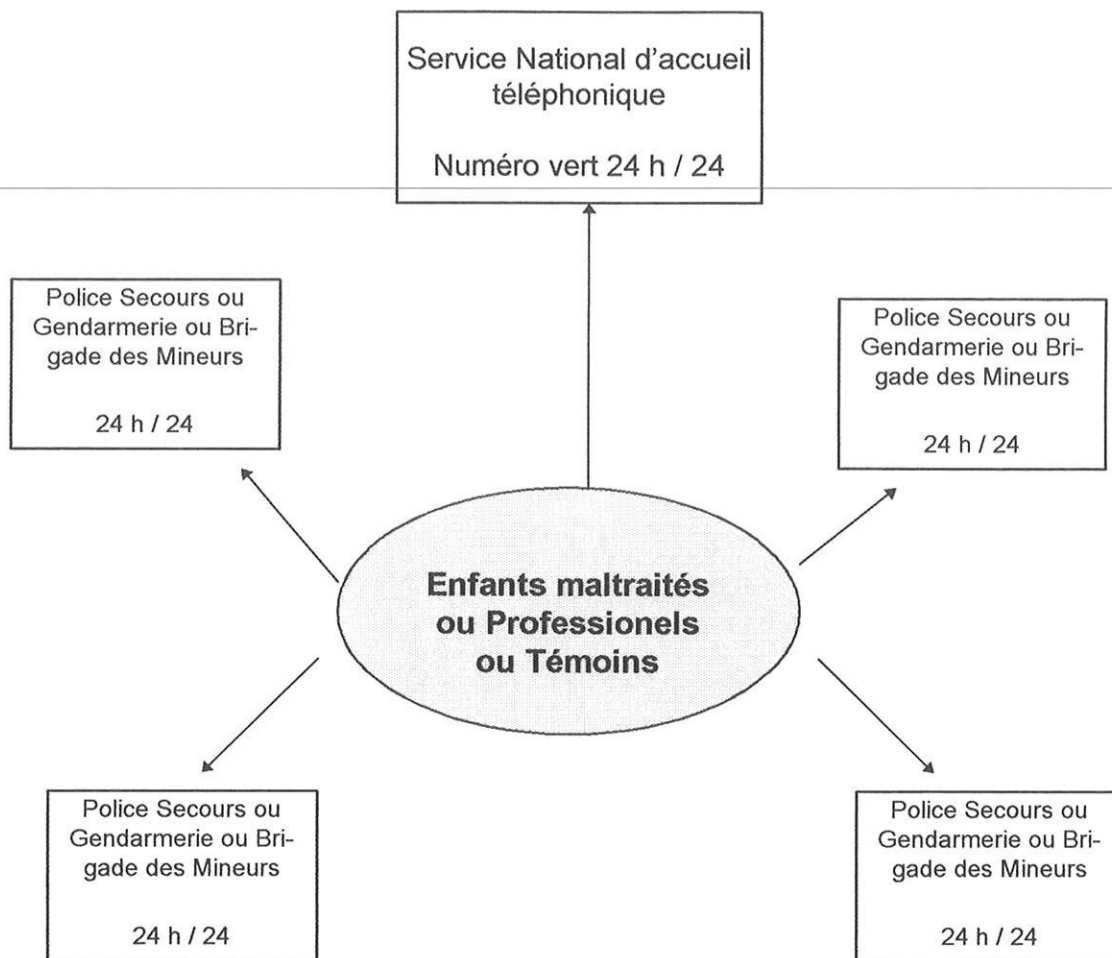 Service National d'accueil
téléphonique
Numéro vert 24 h / 24
Police Secours ou
Gendarmerie ou Bri-
gade des Mineurs
24 h / 24
Police Secours ou
Gendarmerie ou Bri-
gade des Mineurs
24 h / 24
Enfants maltraités
ou Professionels
ou Témoins
Police Secours ou
Gendarmerie ou Bri-
gade des Mineurs
24 h / 24
Police Secours ou
Gendarmerie ou Bri-
gade des Mineurs
24 h / 24